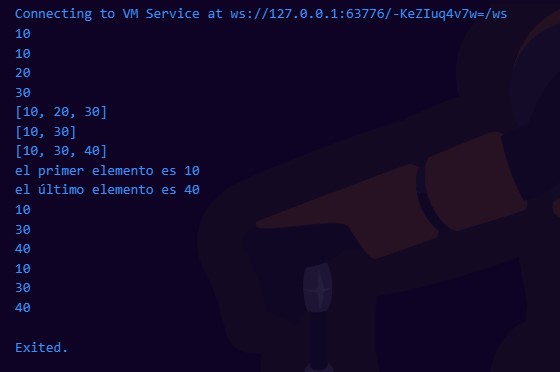 Connecting to VM Service at ws://127.0.0.1:63776/-KeZIuq4v7w=/ws
10
10
20
30
[10, 20, 30]
[10, 30]
[10, 30, 40]
el primer elemento es 10
el último elemento es 40
10
30
40
10
30
40
Exited.